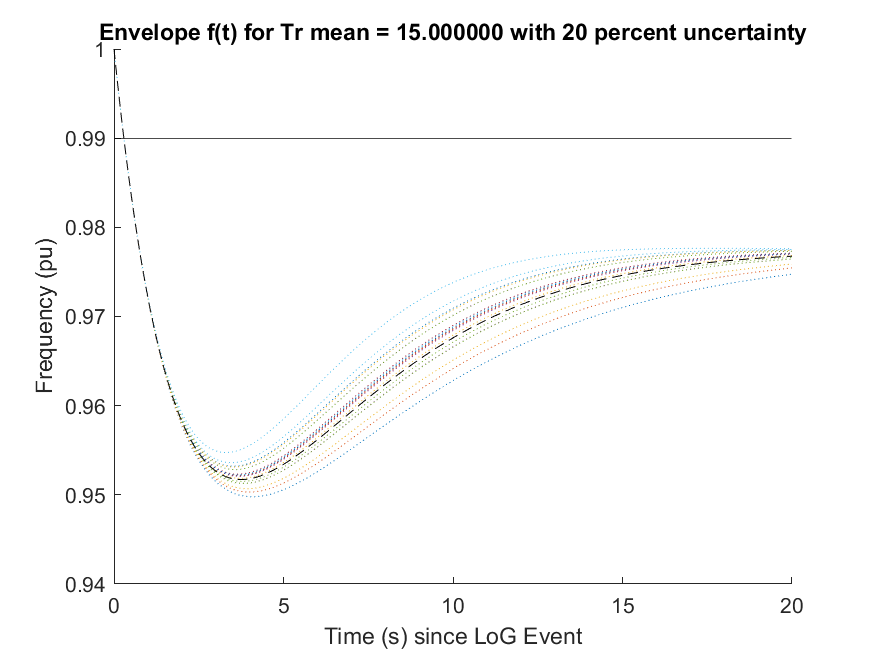 Envelope f(t) for Tr mean = 15.000000 with 20 percent uncertainty
1
0.99
0.98
0.97
0.96
0.95
0.94
Frequency (pu)
0 5 10 15 20
Time (s) since LoG Event